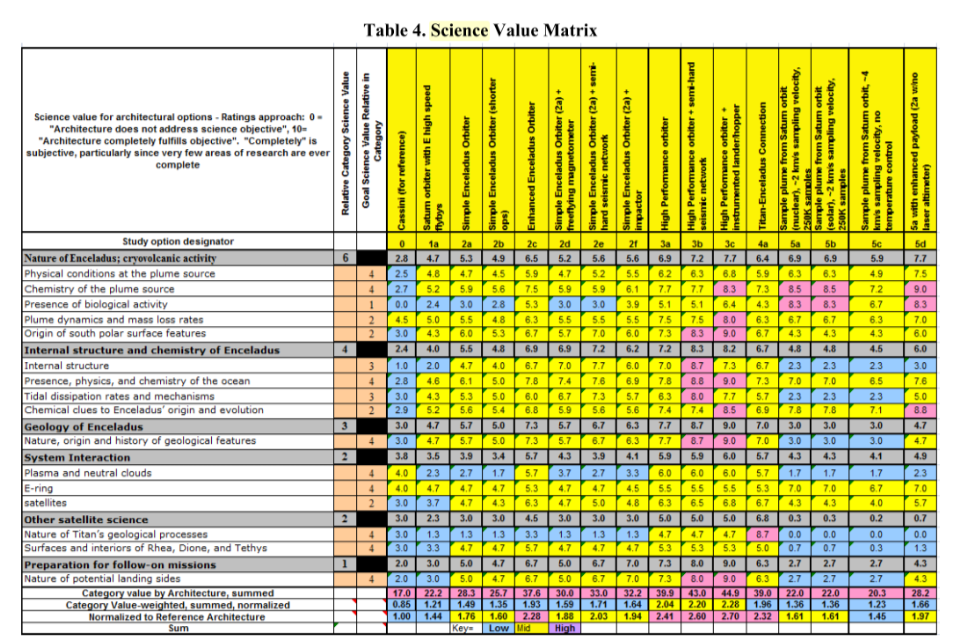 Table 4. Science Value Matrix
Science value for architectural options - Ratings approach: 0 =
"Architecture does not address science objective", 10=
"Architecture completely fulfills objective". "Completely" is
subjective, particularly since very few areas of research are ever
complete
Relative Category Science Value
Goal Science Value Relative in
Category
Cassini (for reference)
Saturn orbiter with E high speed
flybys
Simple Enceladus Orbiter
Simple Enceladus Orbiter (shorter
ops)
Enhanced Enceladus Orbiter
Simple Enceladus Orbiter (2a) +
freeflying magnetometer
Simple Enceladus Orbiter (2a) + semi-
hard seismic network
Simple Enceladus Orbiter (2a) +
impactor
High Performance orbiter
High Performance orbiter + semi-hard
seismic network
High Performance orbiter +
instrumented lander/hopper
Titan-Enceladus Connection
Sample plume from Saturn orbit
(nuclear), ~2 km/s sampling velocity,
250K samples
Sample plume from Saturn orbit
(solar), ~2 km/s sampling velocity,
250K samples
Sample plume from Saturn orbit, ~4
km/s sampling velocity, no
temperature control
5a with enhanced payload (2a w/no
laser altimeter)
Study option designator 0 1a 2a 2b 2c 2d 2e 2f 3a 3b 3c 4a 5a 5b 5c 5d
Nature of Enceladus; cryovolcanic activity 6 2.8 4.7 5.3 4.9 6.5 5.2 5.6 5.6 6.9 7.2 7.7 6.4 6.9 6.9 5.9 7.7
Physical conditions at the plume source 4 2.5 4.8 4.7 4.5 5.9 4.7 5.2 5.5 6.2 6.3 6.8 5.9 6.3 6.3 4.9 7.5
Chemistry of the plume source 4 2.7 5.2 5.9 5.6 7.5 5.9 5.9 6.1 7.7 7.7 8.3 7.3 8.5 8.5 7.2 9.0
Presence of biological activity 1 0.0 2.4 3.0 2.8 5.3 3.0 3.0 3.9 5.1 5.1 6.4 4.3 8.3 8.3 6.7 8.3
Plume dynamics and mass loss rates 2 4.5 5.0 5.5 4.8 6.3 5.5 5.5 5.5 7.5 7.5 8.0 6.3 6.7 6.7 6.3 7.0
Origin of south polar surface features 2 3.0 4.3 6.0 5.3 6.7 5.7 7.0 6.0 7.3 8.3 9.0 6.7 4.3 4.3 4.3 6.0
Internal structure and chemistry of Enceladus 4 2.4 4.0 5.5 4.8 6.9 6.9 7.2 6.2 7.2 8.3 8.2 6.7 4.8 4.8 4.5 6.0
Internal structure 3 1.0 2.0 4.7 4.0 6.7 7.0 7.7 6.0 7.0 8.7 7.3 6.7 2.3 2.3 2.3 3.0
Presence, physics, and chemistry of the ocean 4 2.8 4.6 6.1 5.0 7.8 7.4 7.6 6.9 7.8 8.8 9.0 7.3 7.0 7.0 6.5 7.6
Tidal dissipation rates and mechanisms 3 3.0 4.3 5.3 5.0 6.0 6.7 7.3 5.7 6.3 8.0 7.7 5.7 2.3 2.3 2.3 5.0
Chemical clues to Enceladus' origin and evolution 2 2.9 5.2 5.6 5.4 6.8 5.9 5.6 5.6 7.4 7.4 8.5 6.9 7.8 7.8 7.1 8.8
Geology of Enceladus 3 3.0 4.7 5.7 5.0 7.3 5.7 6.7 6.3 7.7 8.7 9.0 7.0 3.0 3.0 3.0 4.7
Nature, origin and history of geological features 4 3.0 4.7 5.7 5.0 7.3 5.7 6.7 6.3 7.7 8.7 9.0 7.0 3.0 3.0 3.0 4.7
System Interaction 2 3.8 3.5 3.9 3.4 5.7 4.3 3.9 4.1 5.9 5.9 6.0 5.7 4.3 4.3 4.1 4.9
Plasma and neutral clouds 4 4.0 2.3 2.7 1.7 5.7 3.7 2.7 3.3 6.0 6.0 6.0 5.7 1.7 1.7 1.7 2.3
E-ring 4 4.0 4.7 4.7 4.7 5.3 4.7 4.7 4.5 5.5 5.5 5.5 5.3 7.0 7.0 6.7 7.0
satellites 2 3.0 3.7 4.7 4.3 6.3 4.7 5.0 4.8 6.3 6.5 6.8 6.7 4.3 4.3 4.0 5.7
Other satellite science 2 3.0 2.3 3.0 3.0 4.5 3.0 3.0 3.0 5.0 5.0 5.0 6.8 0.3 0.3 0.2 0.7
Nature of Titan's geological processes 4 3.0 1.3 1.3 1.3 3.3 1.3 1.3 1.3 4.7 4.7 4.7 8.7 0.0 0.0 0.0 0.0
Surfaces and interiors of Rhea, Dione, and Tethys 4 3.0 3.3 4.7 4.7 5.7 4.7 4.7 4.7 5.3 5.3 5.3 5.0 0.7 0.7 0.3 1.3
Preparation for follow-on missions 1 2.0 3.0 5.0 4.7 6.7 5.0 6.7 6.0 7.3 8.0 9.0 6.3 2.7 2.7 2.7 4.3
Nature of potential landing sides 4 2.0 3.0 5.0 4.7 6.7 5.0 6.7 7.0 7.3 8.0 9.0 6.3 2.7 2.7 2.7 4.3
Category value by Architecture, summed 17.0 22.2 28.3 25.7 37.6 30.0 33.0 32.2 39.9 43.0 44.9 39.0 22.0 22.0 20.3 28.2
Category Value-weighted, summed, normalized 0.85 1.21 1.49 1.35 1.93 1.59 1.71 1.64 2.04 2.20 2.28 1.96 1.36 1.36 1.23 1.66
Normalized to Reference Architecture 1.00 1.44 1.76 1.60 2.28 1.88 2.03 1.94 2.41 2.60 2.70 2.32 1.61 1.61 1.45 1.97
Sum Key= Low Mid High